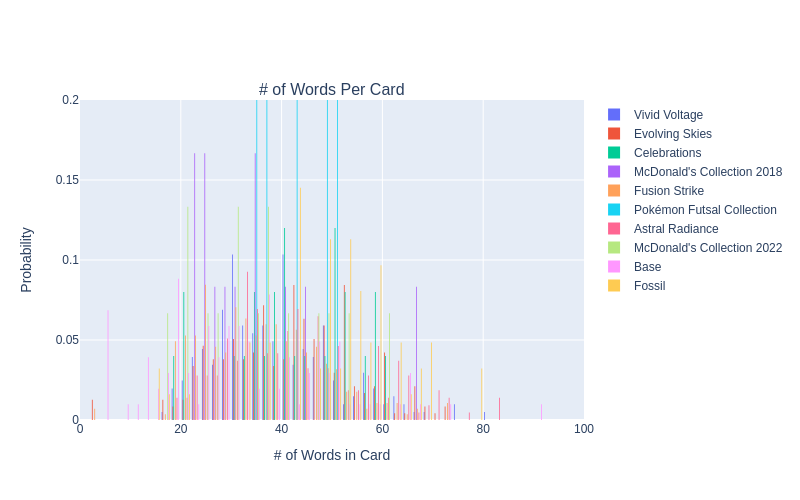 # of Words Per Card
0.2
0.15
0.1
0.05
0
0
20
40
60
80
100
Probability
# of Words in Card
Vivid Voltage
Evolving Skies
Celebrations
McDonald's Collection 2018
Fusion Strike
Pokémon Futsal Collection
Astral Radiance
McDonald's Collection 2022
Base
Fossil